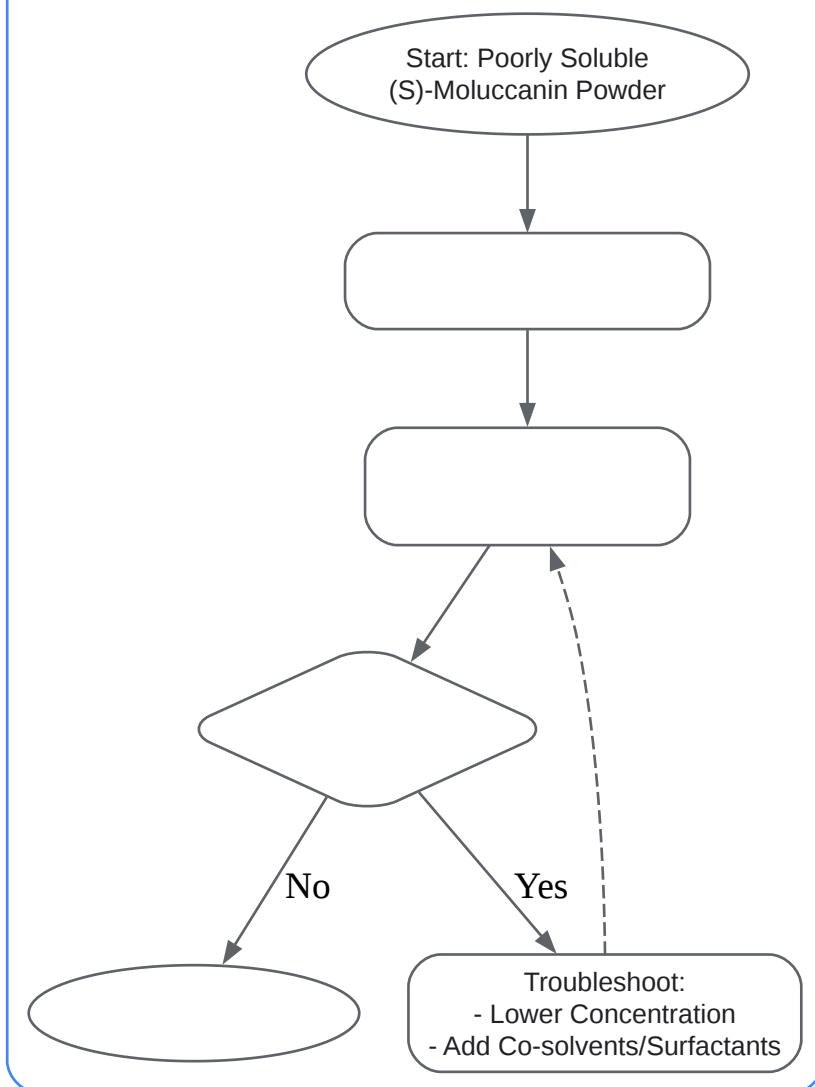 Start: Poorly Soluble
(S)-Moluccanin Powder
No
Yes
Troubleshoot:
- Lower Concentration
- Add Co-solvents/Surfactants